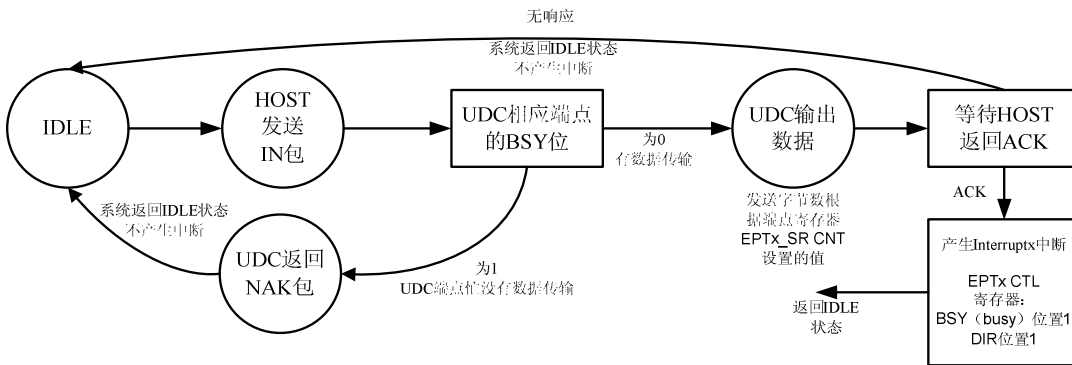 无响应
系统返回IDLE状态
不产生中断
IDLE
HOST
发送
IN包
UDC相应端点
的BSY位
为0
有数据传输
UDC输出
数据
等待HOST
返回ACK
系统返回IDLE状态
不产生中断
UDC返回
NAK包
为1
UDC端点忙没有数据传输
发送字节数根
据端点寄存器
EPTx_SR CNT
设置的值
ACK
产生Interruptx中断
EPTx CTL
寄存器：
BSY（busy）位置1
DIR位置1
返回IDLE
状态